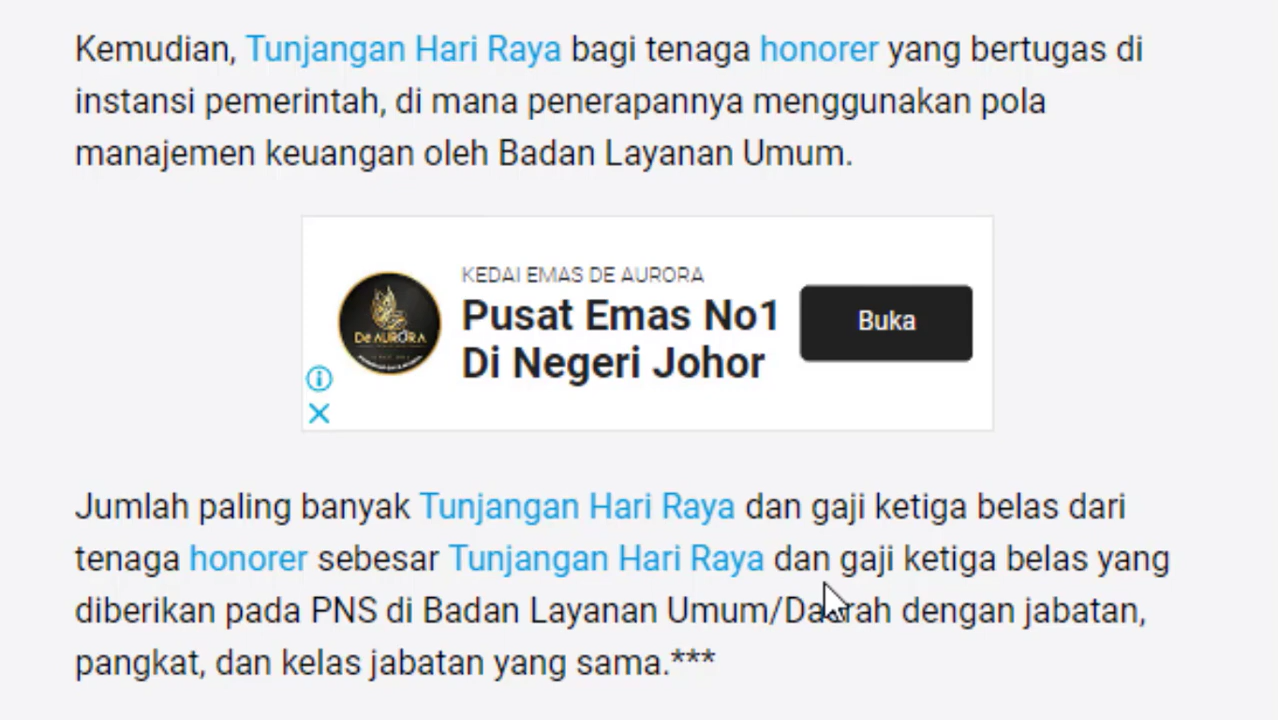 Kemudian, Tunjangan Hari Raya bagi tenaga honorer yang bertugas di
instansi pemerintah, di mana penerapannya menggunakan pola
manajemen keuangan oleh Badan Layanan Umum.
KEDAI EMAS DE AURORA
De AURORA
Pusat Emas No1
Di Negeri Johor
Buka
Jumlah paling banyak Tunjangan Hari Raya dan gaji ketiga belas dari
tenaga honorer sebesar Tunjangan Hari Raya dan gaji ketiga belas yang
diberikan pada PNS di Badan Layanan Umum/Daerah dengan jabatan,
pangkat, dan kelas jabatan yang sama.***